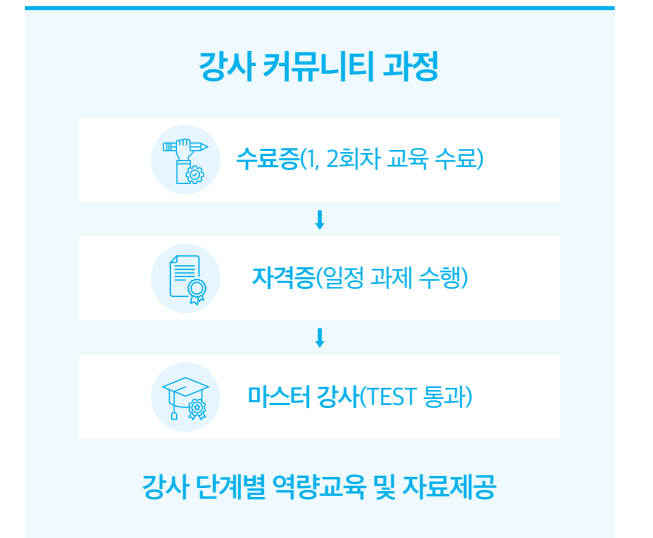 강사 커뮤니티 과정
수료증(1, 2회차 교육 수료)
자격증(일정 과제 수행)
마스터 강사(TEST 통과)
강사 단계별 역량교육 및 자료제공